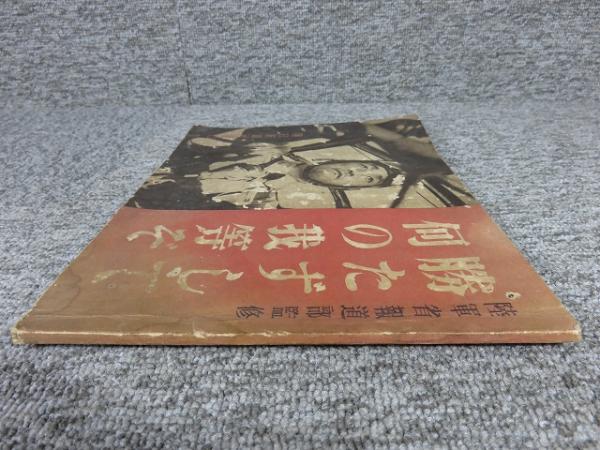 陸軍省報道部監修
勝たずして
何の我等ぞ